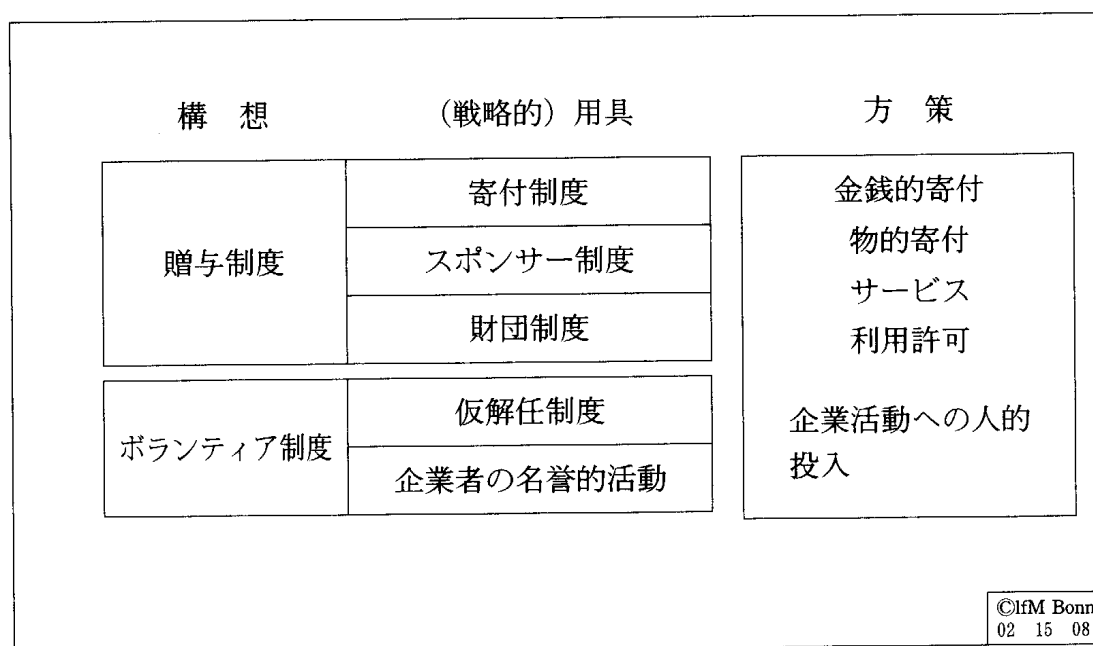 構 想 （戦略的）用具 方 策
贈与制度
寄付制度
スポンサー制度
財団制度
ボランティア制度
仮解任制度
企業者の名誉的活動
金銭的寄付
物的寄付
サービス
利用許可
企業活動への人的
投入
©IfM Bonn
02 15 08